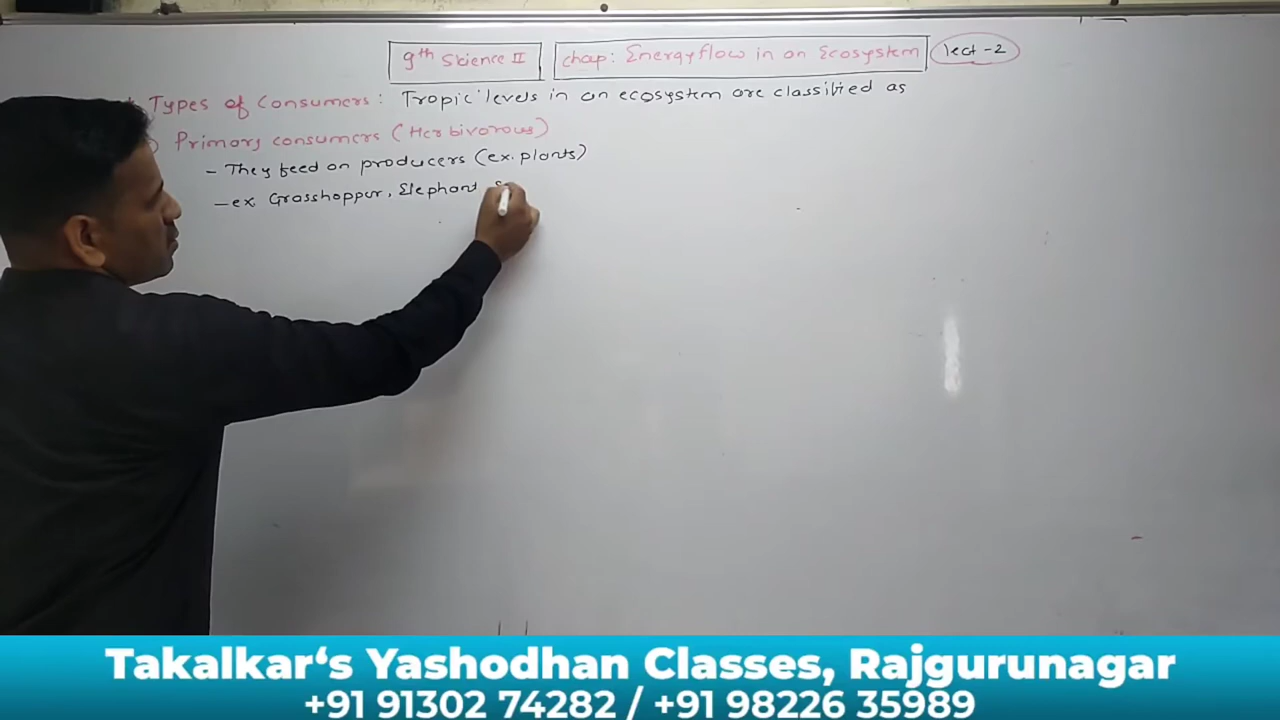 9th Science II chap: Energy flow in an Ecosystem lect-2
Types of Consumers: Tropic levels in an ecosystem are classified as
Primary consumers (Herbivorous)
- They feed on producers (ex. plants)
- ex. Grasshopper, Elephant
Takalkar‘s Yashodhan Classes, Rajgurunagar
+91 91302 74282 / +91 98226 35989